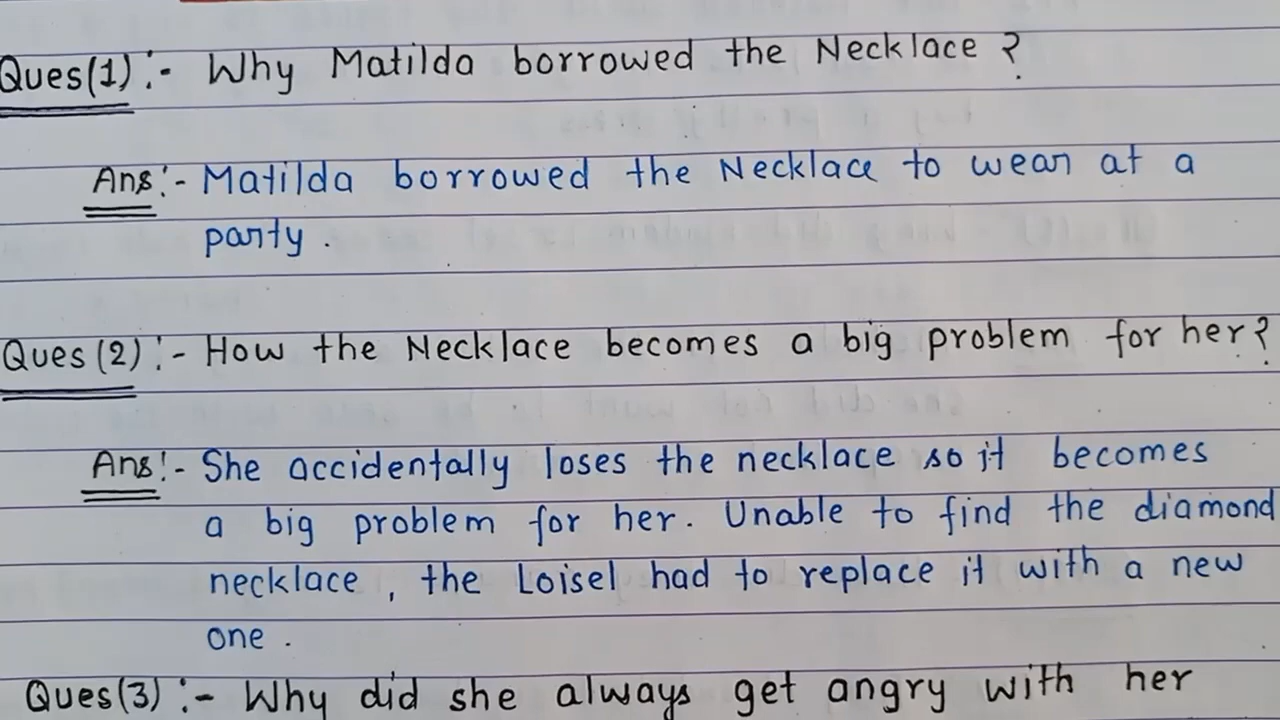 Ques(1):- Why Matilda borrowed the Necklace?
Ans:- Matilda borrowed the Necklace to wear at a
party.
Ques(2):- How the Necklace becomes a big problem for her?
Ans:- She accidentally loses the necklace so it becomes
a big problem for her. Unable to find the diamond
necklace, the Loisel had to replace it with a new
one.
Ques(3):- Why did she always get angry with her